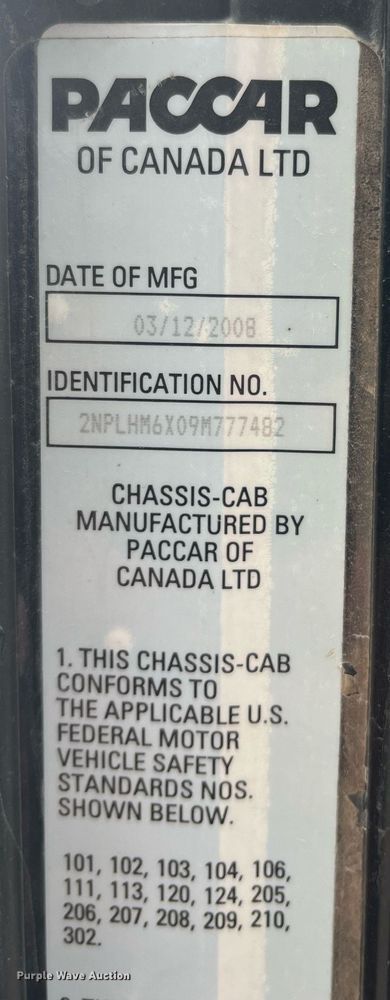 PACCAR
OF CANADA LTD
DATE OF MFG
03/12/2008
IDENTIFICATION NO.
2NPLHM6X09M777482
CHASSIS-CAB
MANUFACTURED BY
PACCAR OF
CANADA LTD
1. THIS CHASSIS-CAB
CONFORMS TO
THE APPLICABLE U.S.
FEDERAL MOTOR
VEHICLE SAFETY
STANDARDS NOS.
SHOWN BELOW.
101, 102, 103, 104, 106,
111, 113, 120, 124, 205,
206, 207, 208, 209, 210,
302.
Purple Wave Auction